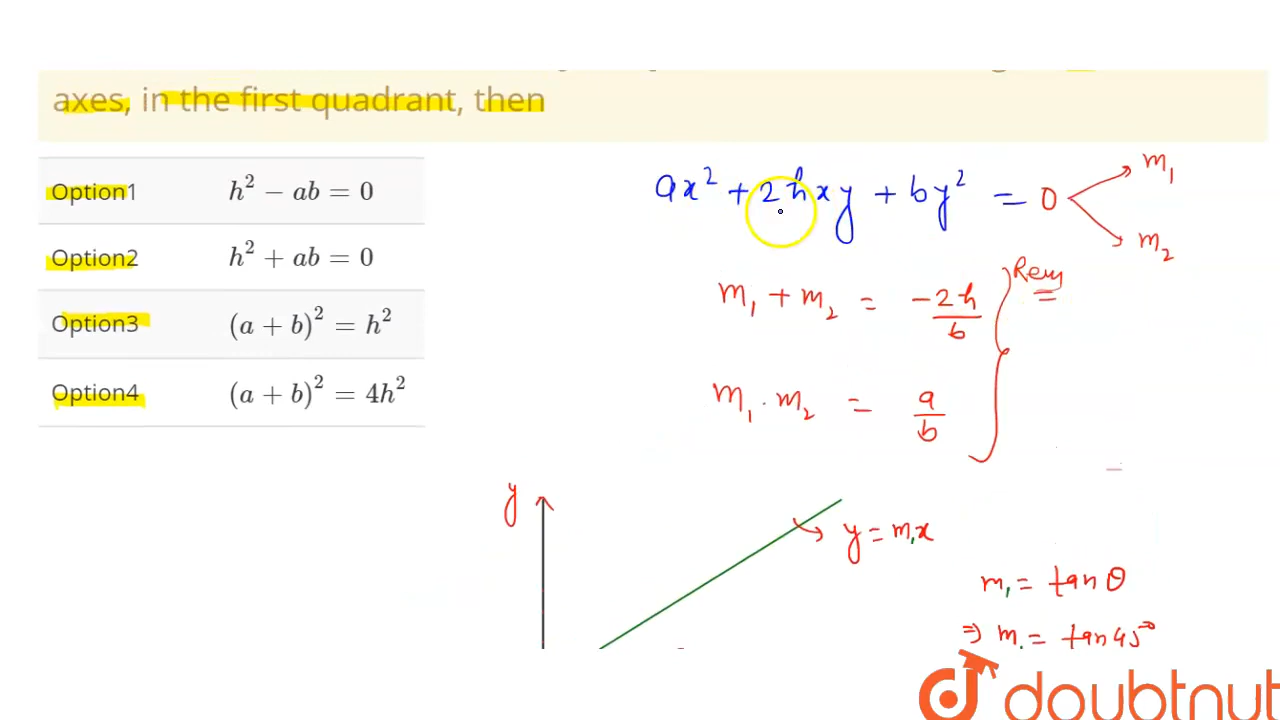 axes, in the first quadrant, then
Option1 h² − ab = 0
Option2 h² + ab = 0
Option3 (a + b)² = h²
Option4 (a + b)² = 4h²
ax² + 2hxy + by² = 0
m₁
m₂
m₁ + m₂ = -2h/b
Rem
m₁ . m₂ = a/b
y
y = m₁x
m₁ = tan θ
⇒ m₁ = tan 45°
doubtnut